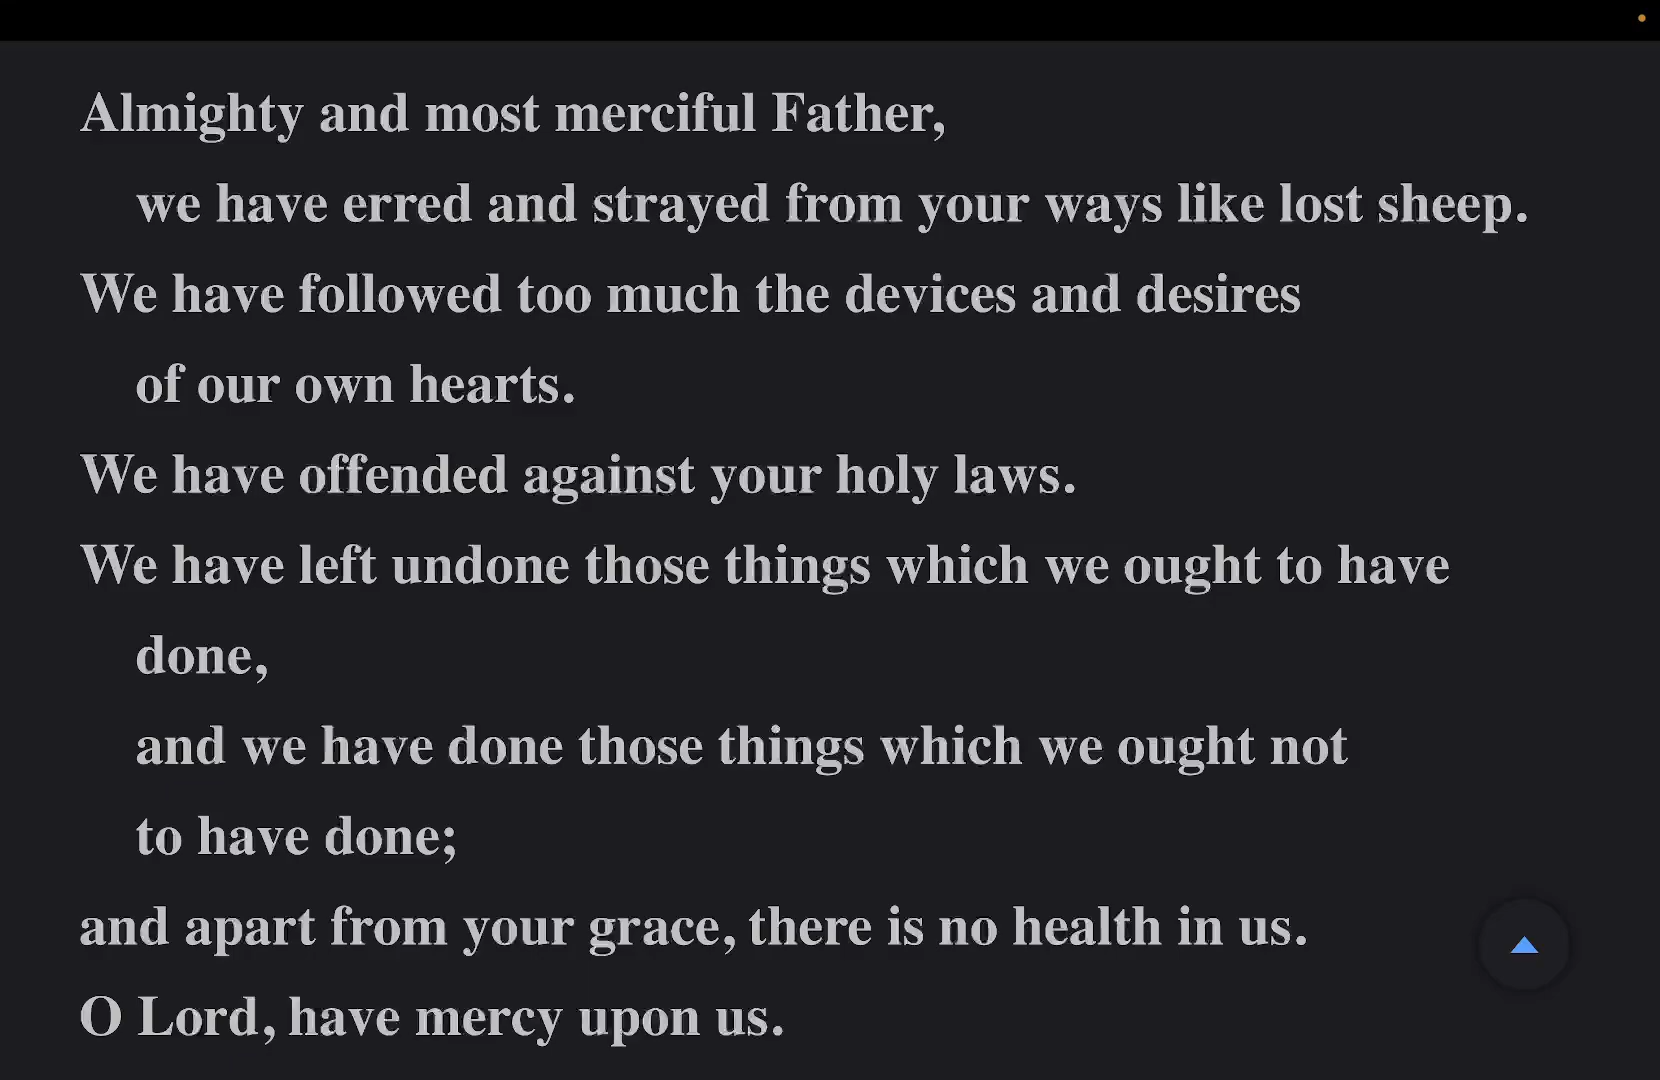 Almighty and most merciful Father,
we have erred and strayed from your ways like lost sheep.
We have followed too much the devices and desires
of our own hearts.
We have offended against your holy laws.
We have left undone those things which we ought to have
done,
and we have done those things which we ought not
to have done;
and apart from your grace, there is no health in us.
O Lord, have mercy upon us.